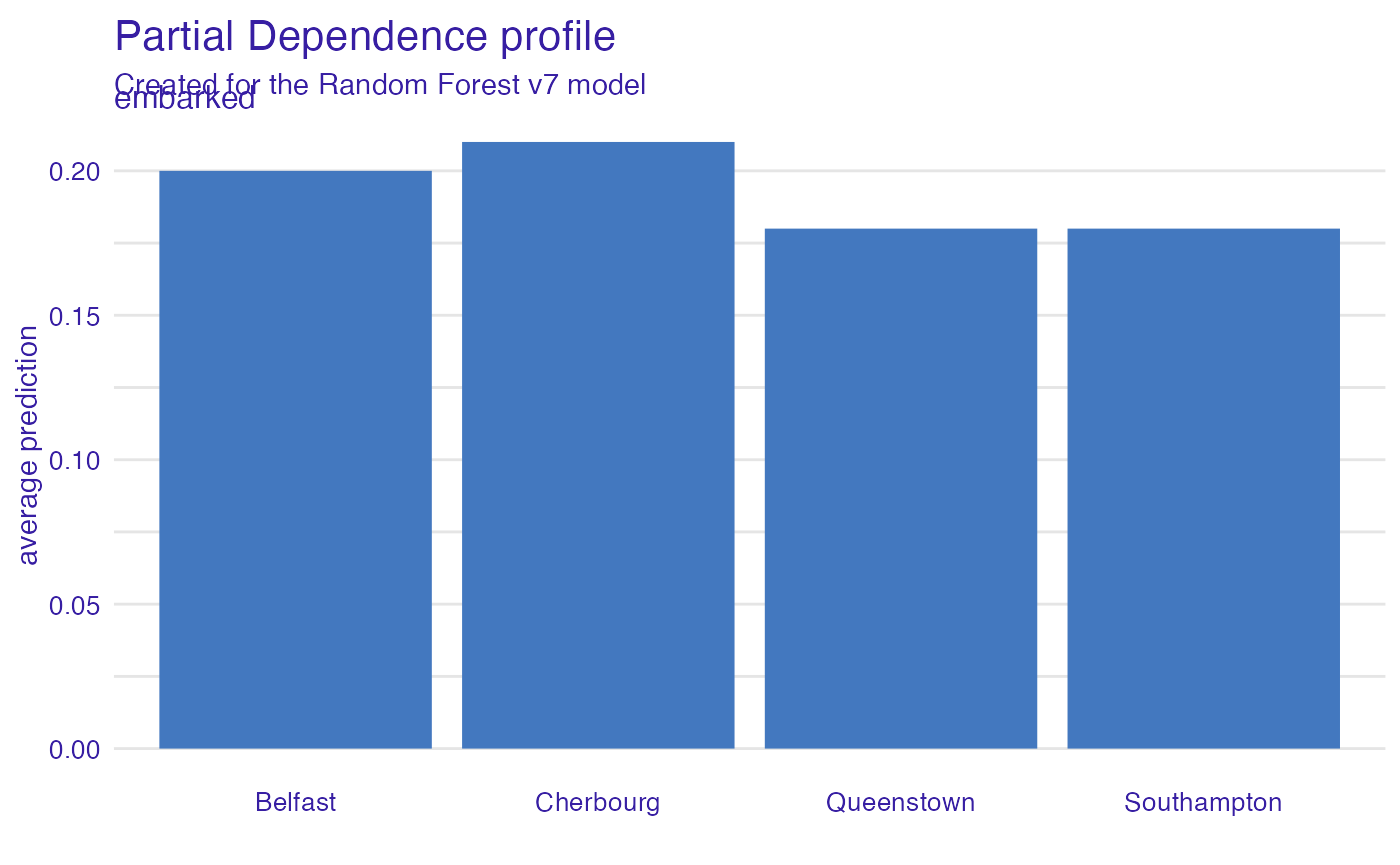 Partial Dependence profile
Created for the Random Forest v7 model
embarked
average prediction
0.20
0.15
0.10
0.05
0.00
Belfast
Cherbourg
Queenstown
Southampton